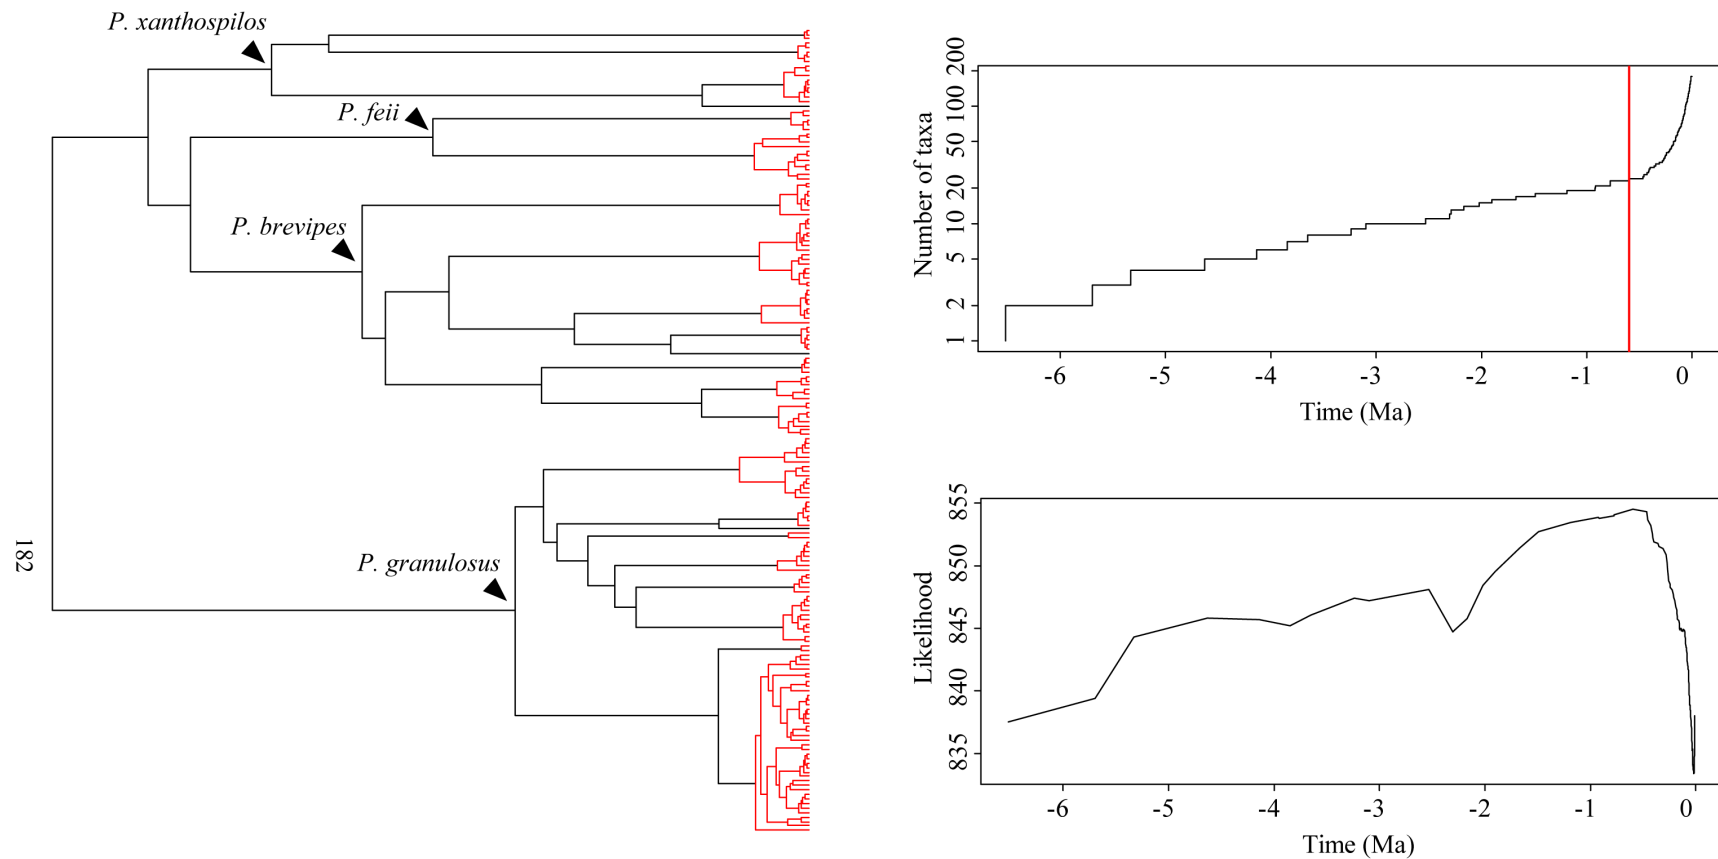 P. xanthospilos
P. feii
P. brevipes
P. granulosus
182
Number of taxa
1 2 5 10 20 50 100 200
-6 -5 -4 -3 -2 -1 0
Time (Ma)
Likelihood
835 840 845 850 855
-6 -5 -4 -3 -2 -1 0
Time (Ma)